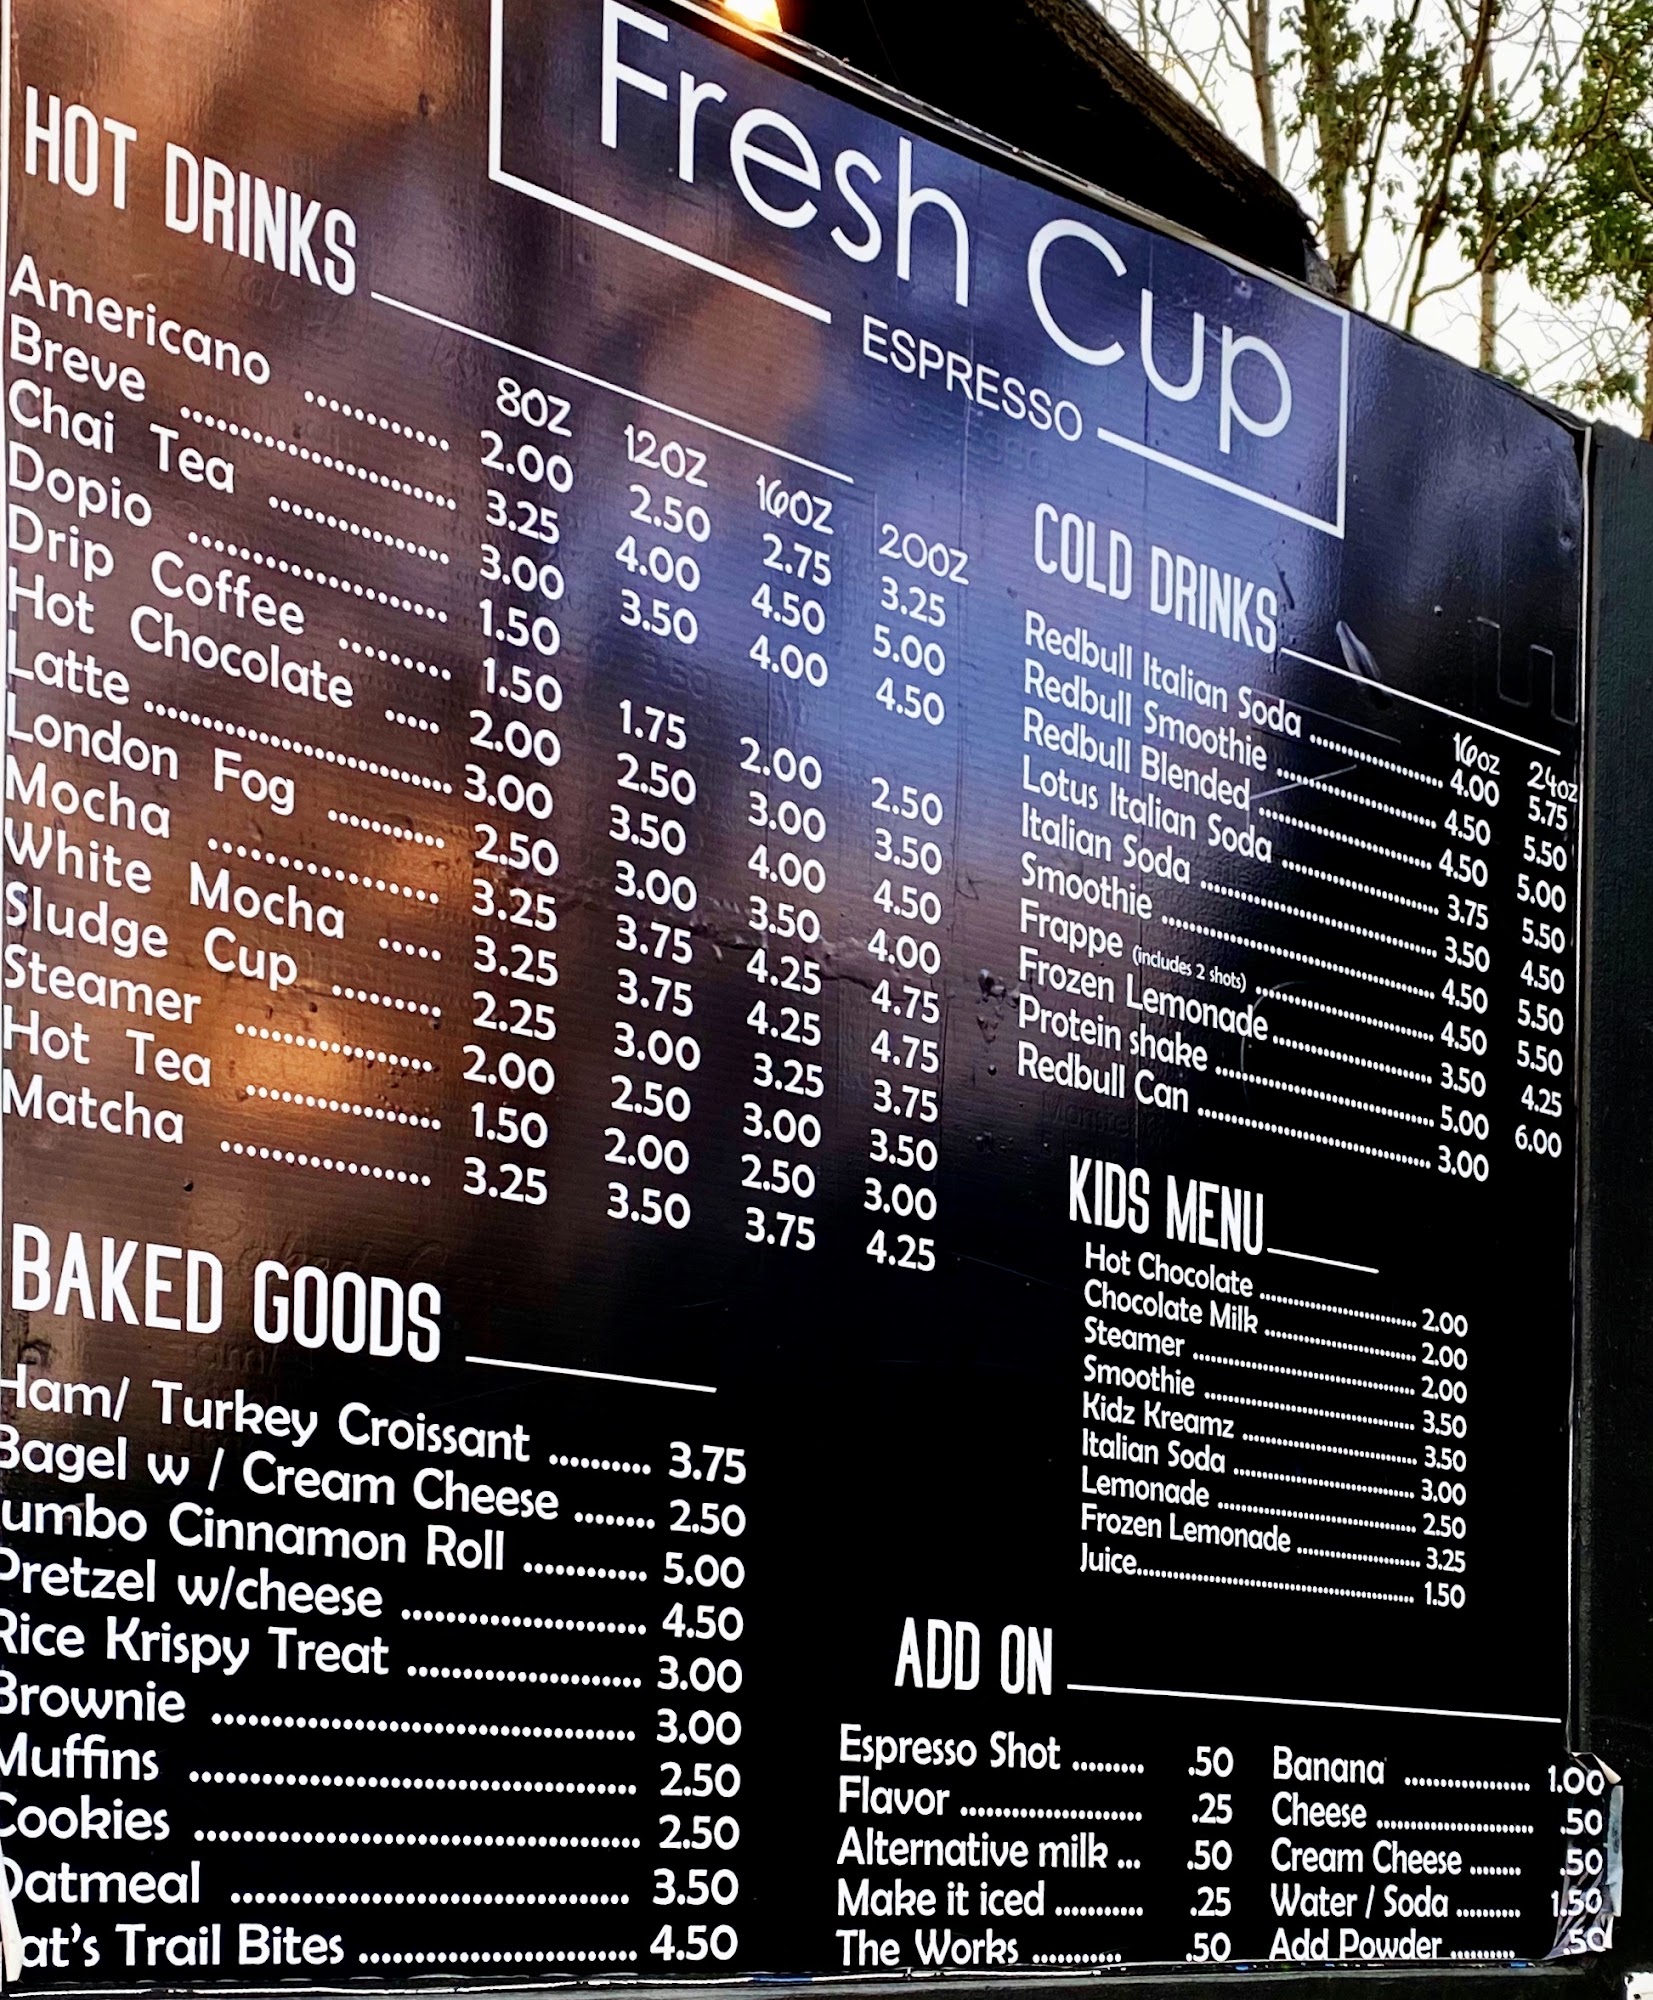 Fresh Cup
ESPRESSO
HOT DRINKS
8OZ 12OZ 16OZ 20OZ
Americano ........... 2.00 2.50 2.75 3.25
Breve ....................... 3.25 4.00 4.50 5.00
Chai Tea ............... 3.00 3.50 4.00 4.50
Dopio ...................... 1.50
Drip Coffee ......... 1.50 1.75 2.00 2.50
Hot Chocolate ..... 2.00 2.50 3.00 3.50
Latte .......................... 3.00 3.50 4.00 4.50
London Fog .......... 2.50 3.00 3.50 4.00
Mocha ................. 3.25 3.75 4.25 4.75
White Mocha ..... 3.25 3.75 4.25 4.75
Sludge Cup ......... 2.25 3.00 3.25 3.75
Steamer ................. 2.00 2.50 3.00 3.50
Hot Tea ................. 1.50 2.00 2.50 3.00
Matcha .................. 3.25 3.50 3.75 4.25
COLD DRINKS
16oz 24oz
Redbull Italian Soda .................. 4.00 5.75
Redbull Smoothie ...................... 4.50 5.50
Redbull Blended ........................ 4.50 5.00
Lotus Italian Soda ..................... 3.75 5.50
Italian Soda ................................ 3.50 4.50
Smoothie ..................................... 4.50 5.50
Frappe (includes 2 shots) ........................ 4.50 5.50
Frozen Lemonade ...................... 3.50 4.25
Protein shake .............................. 5.00 6.00
Redbull Can ................................ 3.00
KIDS MENU
Hot Chocolate ........................... 2.00
Chocolate Milk .......................... 2.00
Steamer ...................................... 2.00
Smoothie .................................... 3.50
Kidz Kreamz .............................. 3.50
Italian Soda ............................... 3.00
Lemonade .................................. 2.50
Frozen Lemonade .................... 3.25
Juice............................................... 1.50
BAKED GOODS
Ham/ Turkey Croissant .......... 3.75
Bagel w / Cream Cheese ........ 2.50
Jumbo Cinnamon Roll ............ 5.00
Pretzel w/cheese ........................ 4.50
Rice Krispy Treat ....................... 3.00
Brownie ......................................... 3.00
Muffins ........................................... 2.50
Cookies ........................................... 2.50
Oatmeal ....................................... 3.50
at's Trail Bites ........................... 4.50
ADD ON
Espresso Shot .......... .50 Banana .................. 1.00
Flavor ......................... .25 Cheese ...................... .50
Alternative milk ... .50 Cream Cheese ........ .50
Make it iced ............ .25 Water / Soda .......... 1.50
The Works ............ .50 Add Powder .......... .50